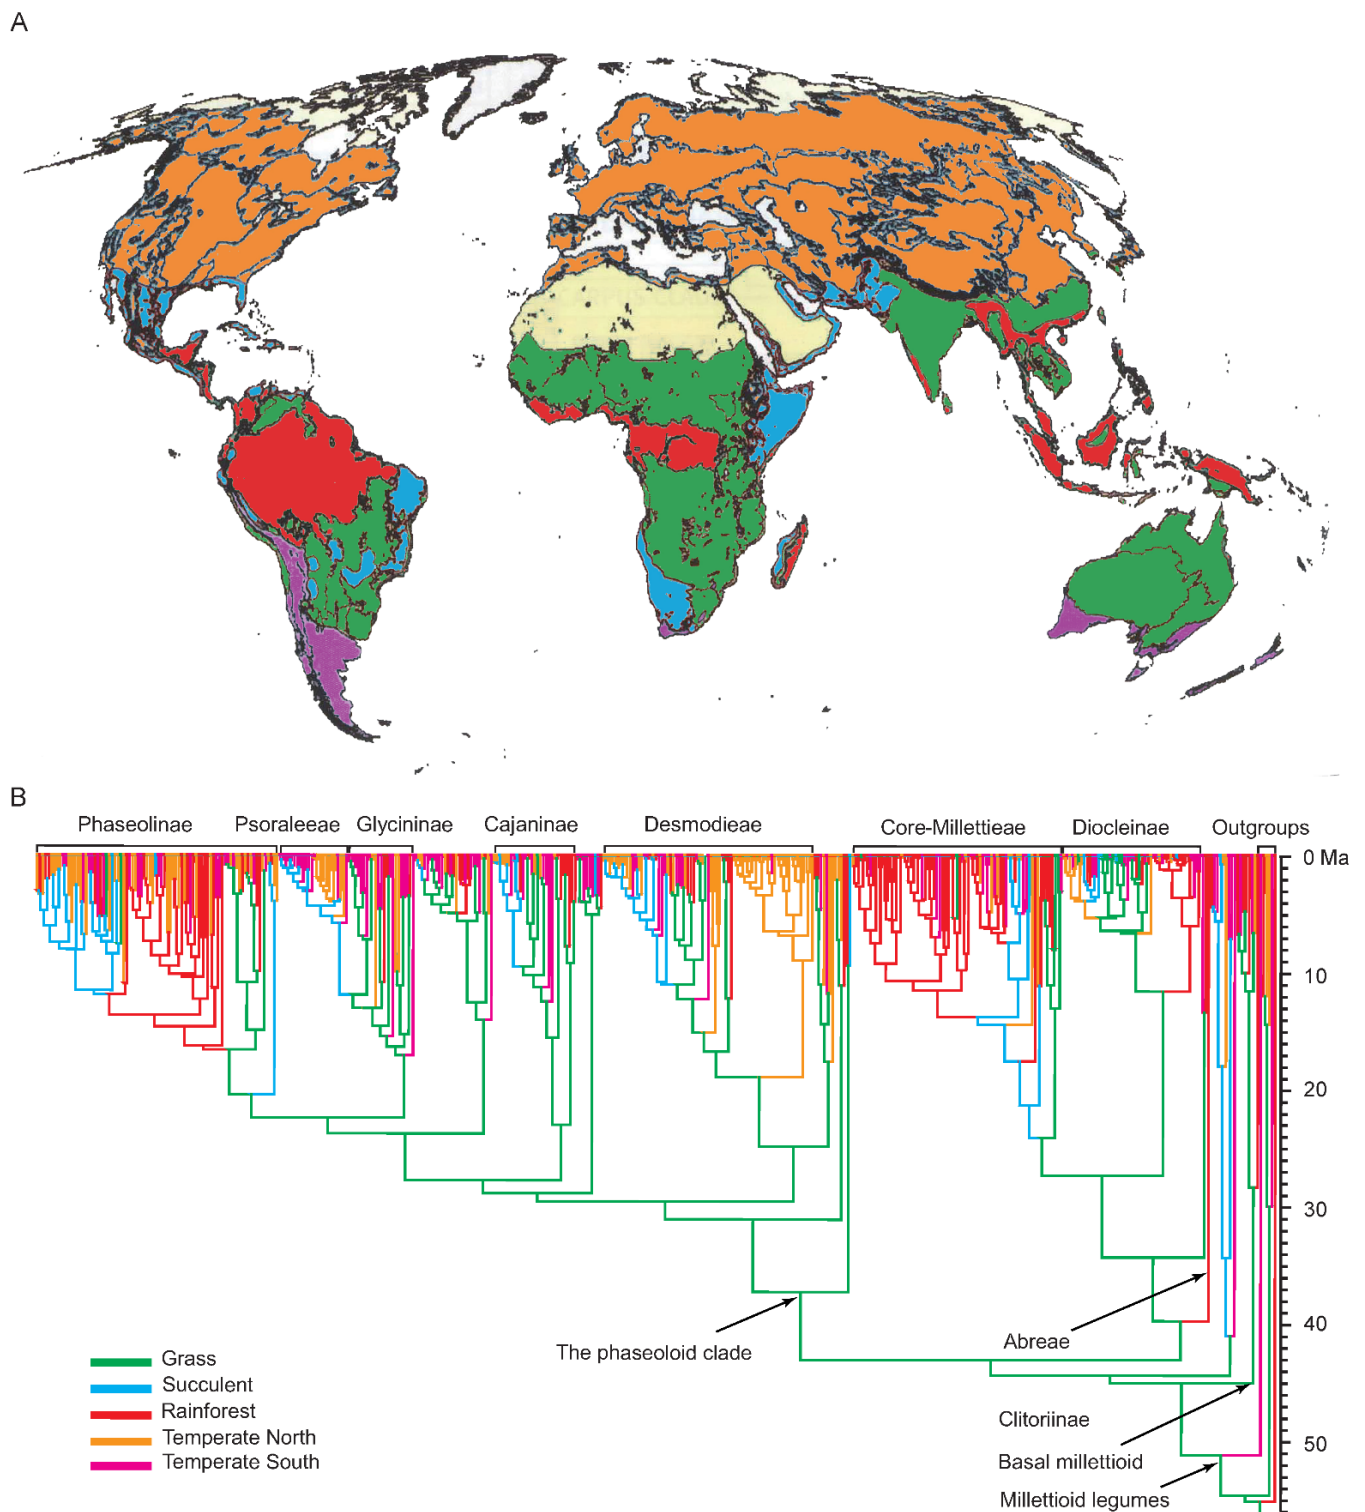 A
B
Phaseolinae Psoraleeae Glycininae Cajaninae Desmodieae Core-Millettieae Diocleinae Outgroups
0 Ma
10
20
30
40
50
Abreae
The phaseoloid clade
Clitoriinae
Basal millettioid
Millettioid legumes
Grass
Succulent
Rainforest
Temperate North
Temperate South